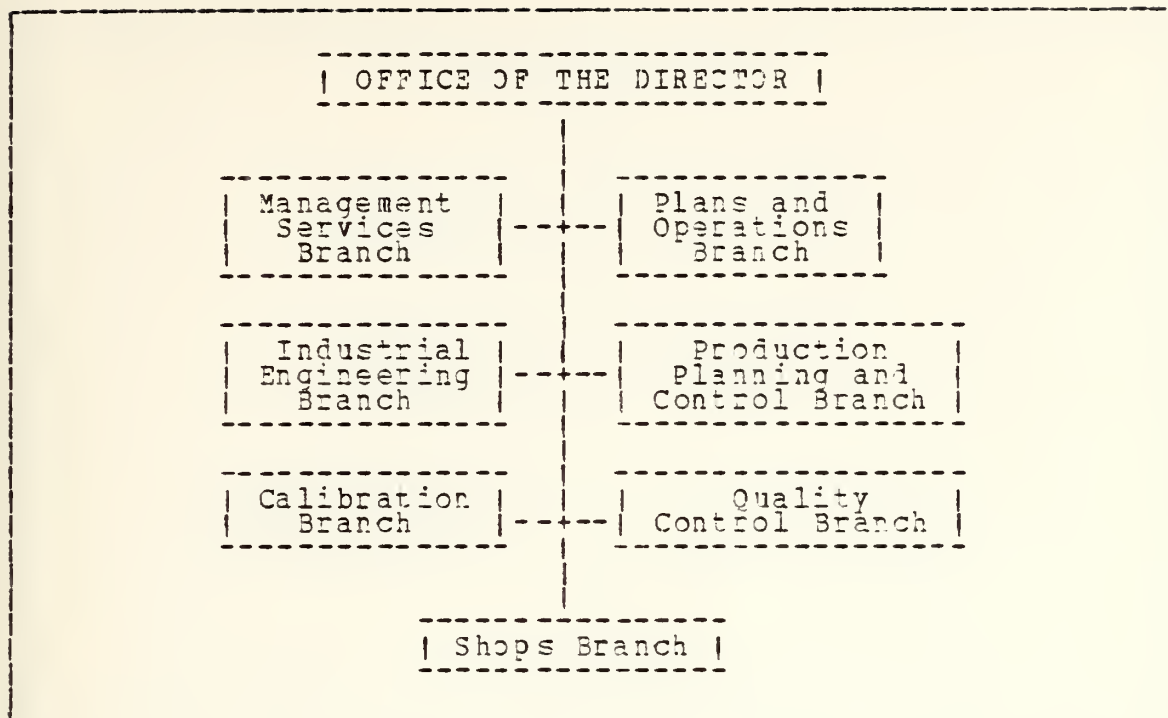 OFFICE OF THE DIRECTOR
Management
Services
Branch
Plans and
Operations
Branch
Industrial
Engineering
Branch
Production
Planning and
Control Branch
Calibration
Branch
Quality
Control Branch
Shops Branch